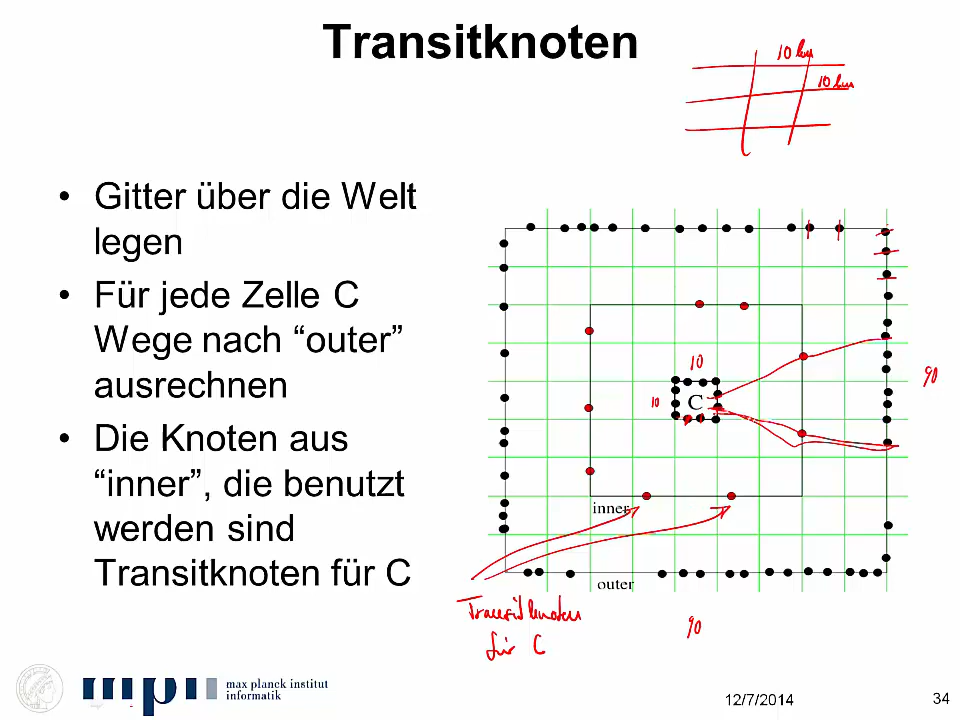 Transitknoten
10 km
10 km
• Gitter über die Welt
legen
• Für jede Zelle C
Wege nach “outer”
ausrechnen
• Die Knoten aus
“inner”, die benutzt
werden sind
Transitknoten für C
10
10
C
90
inner
outer
Transitknoten
für C
90
max planck institut
informatik
12/7/2014
34